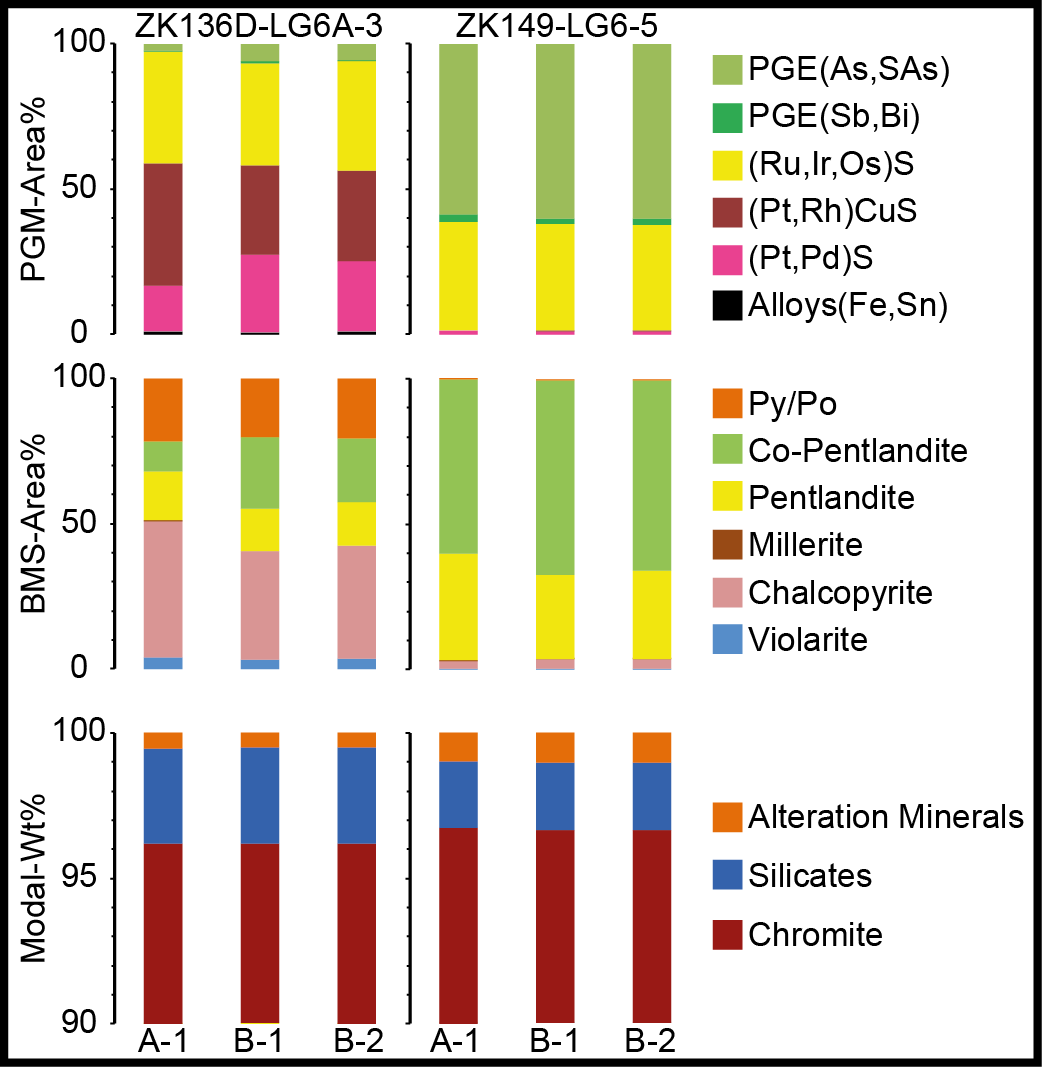 ZK136D-LG6A-3
ZK149-LG6-5
PGM-Area%
100
50
0
PGE(As,SAs)
PGE(Sb,Bi)
(Ru,Ir,Os)S
(Pt,Rh)CuS
(Pt,Pd)S
Alloys(Fe,Sn)
BMS-Area%
100
50
0
Py/Po
Co-Pentlandite
Pentlandite
Millerite
Chalcopyrite
Violarite
Modal-Wt%
100
95
90
Alteration Minerals
Silicates
Chromite
A-1 B-1 B-2 A-1 B-1 B-2